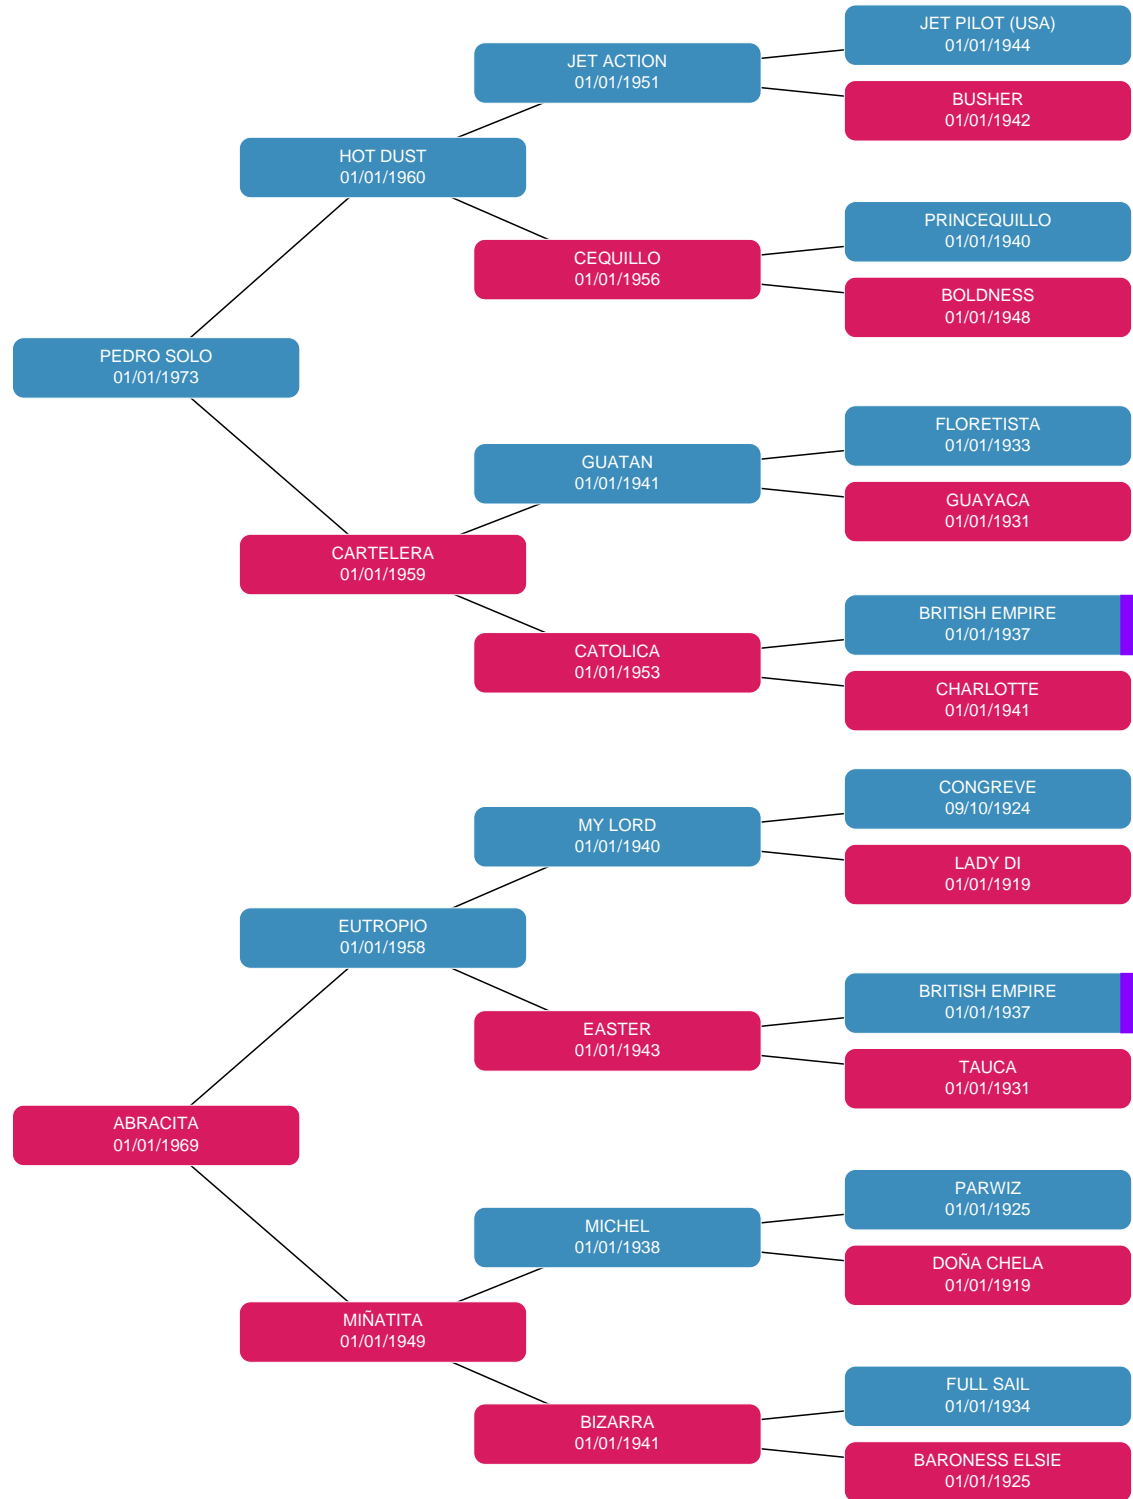 JET PILOT (USA)
01/01/1944
JET ACTION
01/01/1951
BUSHER
01/01/1942
HOT DUST
01/01/1960
PRINCEQUILLO
01/01/1940
CEQUILLO
01/01/1956
BOLDNESS
01/01/1948
PEDRO SOLO
01/01/1973
FLORETISTA
01/01/1933
GUATAN
01/01/1941
GUAYACA
01/01/1931
CARTELERA
01/01/1959
BRITISH EMPIRE
01/01/1937
CATOLICA
01/01/1953
CHARLOTTE
01/01/1941
CONGREVE
09/10/1924
MY LORD
01/01/1940
LADY DI
01/01/1919
EUTROPIO
01/01/1958
BRITISH EMPIRE
01/01/1937
EASTER
01/01/1943
TAUCA
01/01/1931
ABRACITA
01/01/1969
PARWIZ
01/01/1925
MICHEL
01/01/1938
DOÑA CHELA
01/01/1919
MIÑATITA
01/01/1949
FULL SAIL
01/01/1934
BIZARRA
01/01/1941
BARONESS ELSIE
01/01/1925